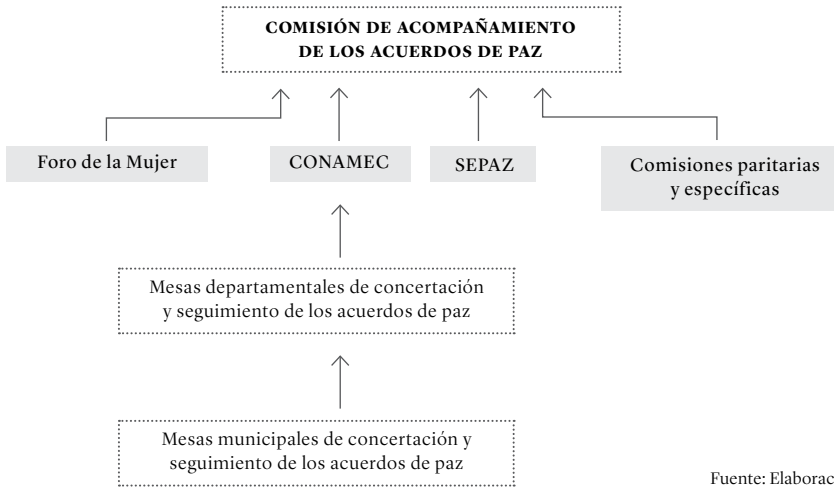 COMISIÓN DE ACOMPAÑAMIENTO
DE LOS ACUERDOS DE PAZ
Foro de la Mujer
CONAMEC
SEPAZ
Comisiones paritarias
y específicas
Mesas departamentales de concertación
y seguimiento de los acuerdos de paz
Mesas municipales de concertación y
seguimiento de los acuerdos de paz
Fuente: Elaborac